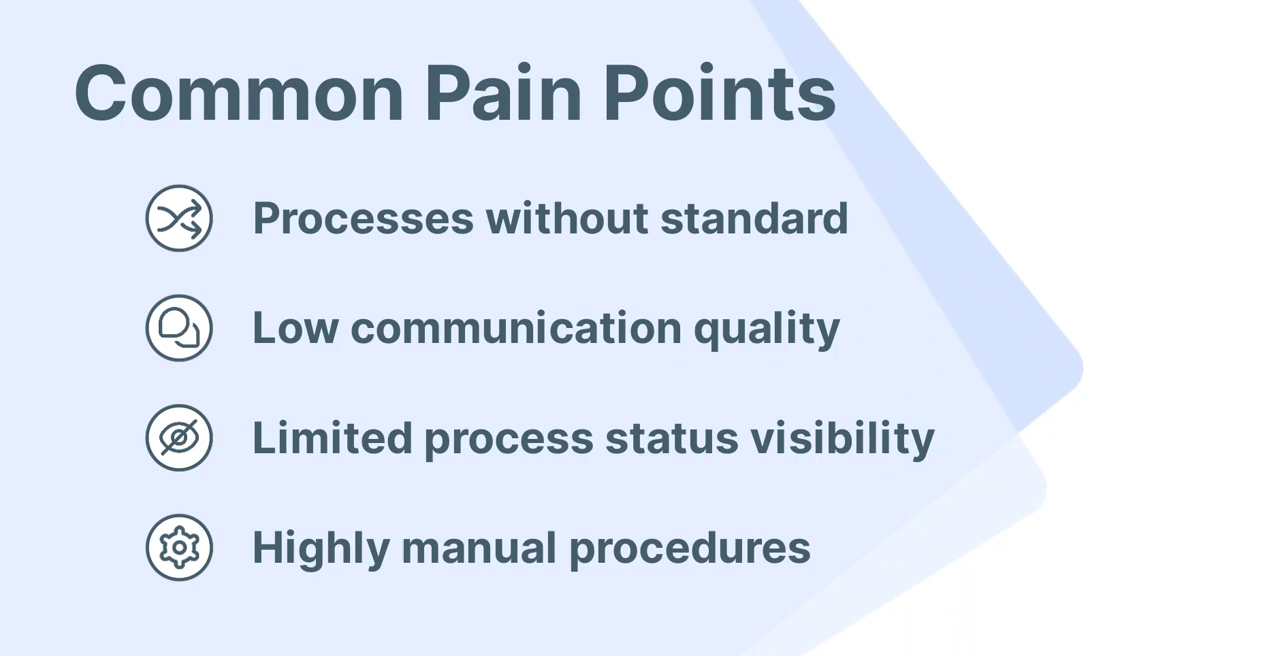 Common Pain Points
Processes without standard
Low communication quality
Limited process status visibility
Highly manual procedures